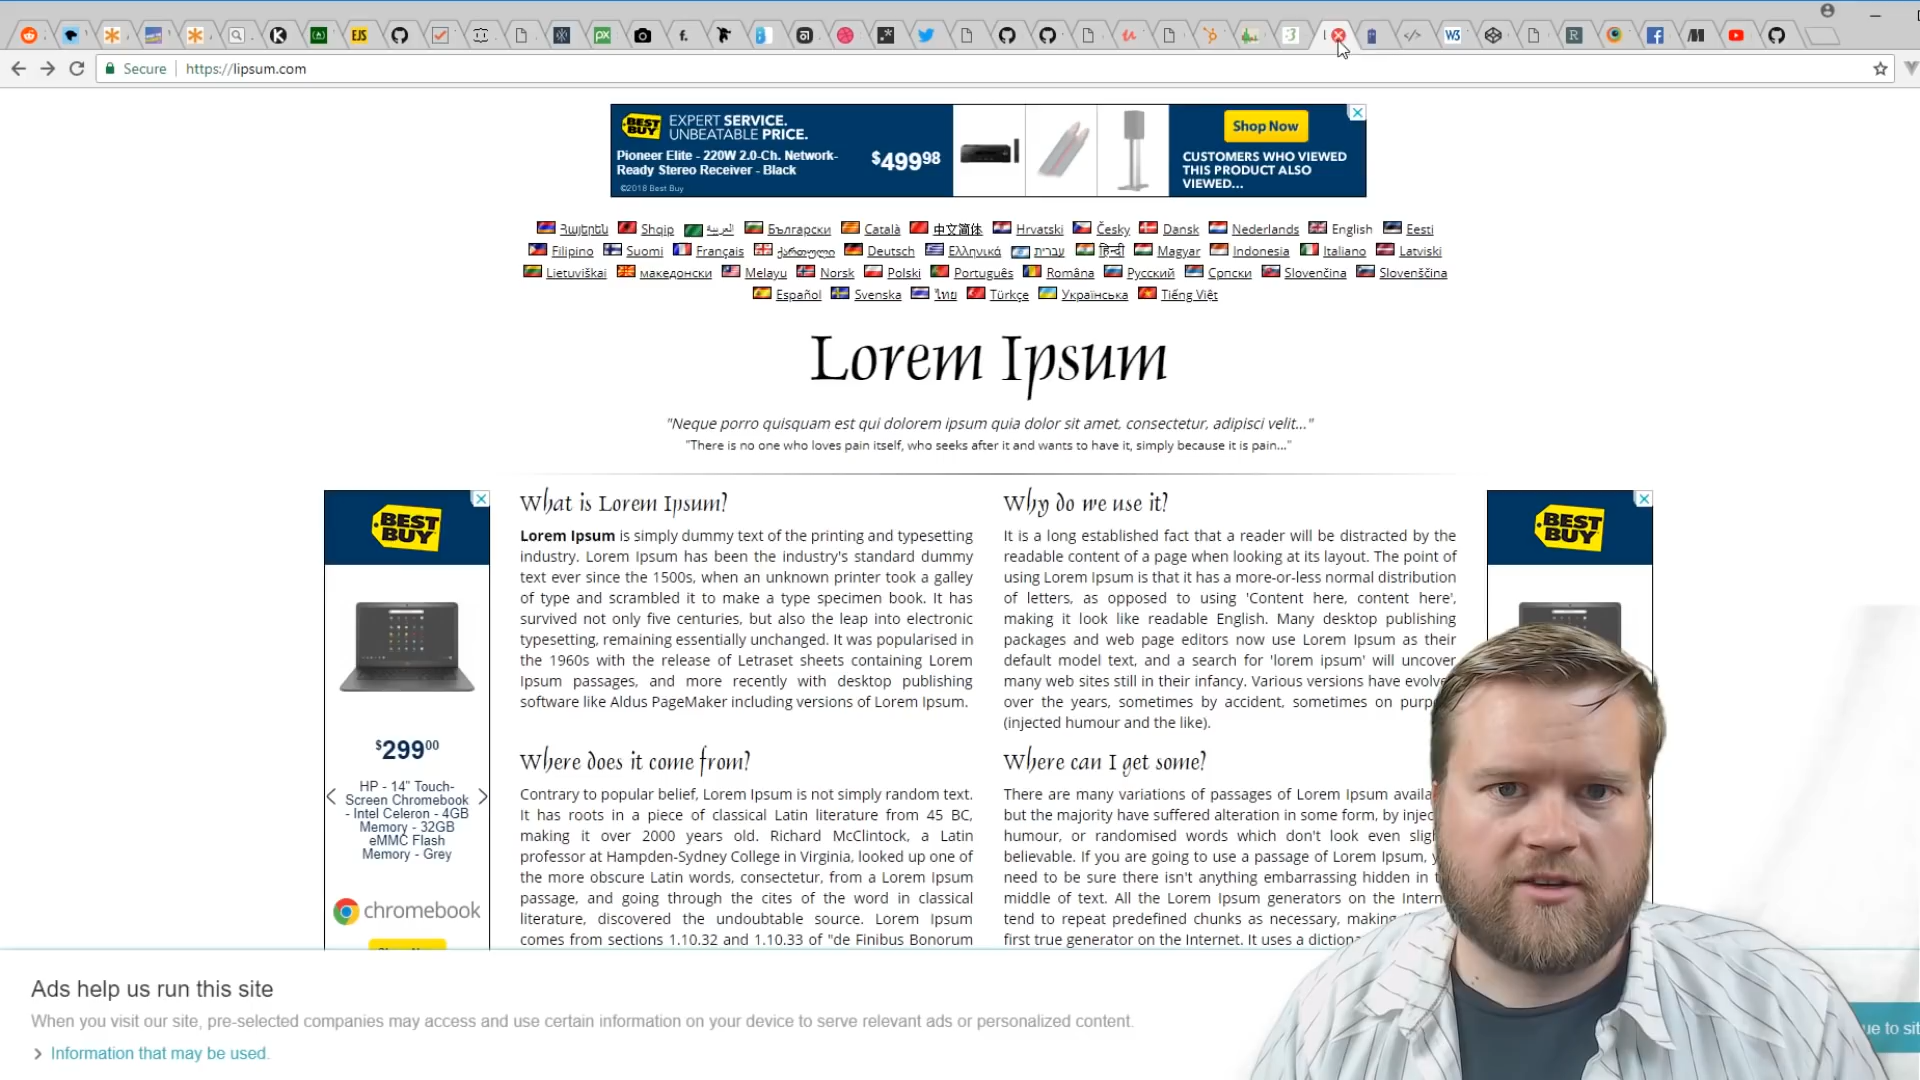 EJS
px
f.
3
W3
R
Secure https://lipsum.com
BEST BUY
EXPERT SERVICE.
UNBEATABLE PRICE.
Pioneer Elite - 220W 2.0-Ch. Network-
Ready Stereo Receiver - Black
©2018 Best Buy
$499 98
Shop Now
CUSTOMERS WHO VIEWED
THIS PRODUCT ALSO
VIEWED...
Հայերեն Shqip العربية Български Català 中文简体 Hrvatski Česky Dansk Nederlands English Eesti
Filipino Suomi Français ქართული Deutsch Ελληνικά עברית हिन्दी Magyar Indonesia Italiano Latviski
Lietuviškai македонски Melayu Norsk Polski Português Româna Русский Српски Slovenčina Slovenščina
Español Svenska ไทย Türkçe Українська Tiếng Việt
Lorem Ipsum
"Neque porro quisquam est qui dolorem ipsum quia dolor sit amet, consectetur, adipisci velit..."
"There is no one who loves pain itself, who seeks after it and wants to have it, simply because it is pain..."
What is Lorem Ipsum?
Lorem Ipsum is simply dummy text of the printing and typesetting
industry. Lorem Ipsum has been the industry's standard dummy
text ever since the 1500s, when an unknown printer took a galley
of type and scrambled it to make a type specimen book. It has
survived not only five centuries, but also the leap into electronic
typesetting, remaining essentially unchanged. It was popularised in
the 1960s with the release of Letraset sheets containing Lorem
Ipsum passages, and more recently with desktop publishing
software like Aldus PageMaker including versions of Lorem Ipsum.
Why do we use it?
It is a long established fact that a reader will be distracted by the
readable content of a page when looking at its layout. The point of
using Lorem Ipsum is that it has a more-or-less normal distribution
of letters, as opposed to using 'Content here, content here',
making it look like readable English. Many desktop publishing
packages and web page editors now use Lorem Ipsum as their
default model text, and a search for 'lorem ipsum' will uncover
many web sites still in their infancy. Various versions have
over the years, sometimes by accident, sometimes on
(injected humour and the like).
Where does it come from?
Contrary to popular belief, Lorem Ipsum is not simply random text.
It has roots in a piece of classical Latin literature from 45 BC,
making it over 2000 years old. Richard McClintock, a Latin
professor at Hampden-Sydney College in Virginia, looked up one of
the more obscure Latin words, consectetur, from a Lorem Ipsum
passage, and going through the cites of the word in classical
literature, discovered the undoubtable source. Lorem Ipsum
comes from sections 1.10.32 and 1.10.33 of "de Finibus Bonorum
Where can I get some?
There are many variations of passages of Lorem Ipsum
but the majority have suffered alteration in some form, by
humour, or randomised words which don't look even
believable. If you are going to use a passage of Lorem Ipsum,
need to be sure there isn't anything embarrassing hidden in
middle of text. All the Lorem Ipsum generators on the
tend to repeat predefined chunks as necessary, making
first true generator on the Internet. It uses a
BEST BUY
$299 00
HP - 14" Touch-
Screen Chromebook
- Intel Celeron - 4GB
Memory - 32GB
eMMC Flash
Memory - Grey
chromebook
BEST BUY
Ads help us run this site
When you visit our site, pre-selected companies may access and use certain information on your device to serve relevant ads or personalized content.
Information that may be used.
to